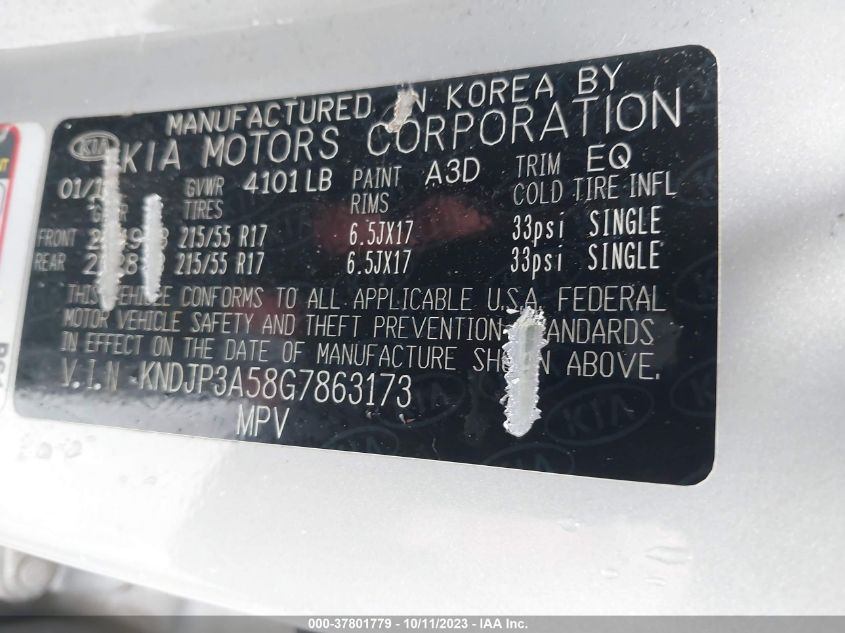 MANUFACTURED IN KOREA BY
KIA KIA MOTORS CORPORATION
GVWR 4101LB PAINT A3D TRIM EQ
TIRES RIMS COLD TIRE INFL
FRONT 215/55 R17 6.5JX17 33psi SINGLE
REAR 215/55 R17 6.5JX17 33psi SINGLE
THIS VEHICLE CONFORMS TO ALL APPLICABLE U.S.A. FEDERAL
MOTOR VEHICLE SAFETY AND THEFT PREVENTION STANDARDS
IN EFFECT ON THE DATE OF MANUFACTURE SHOWN ABOVE.
V.I.N KNDJP3A58G7863173
MPV
000-37801779 - 10/11/2023 - IAA Inc.